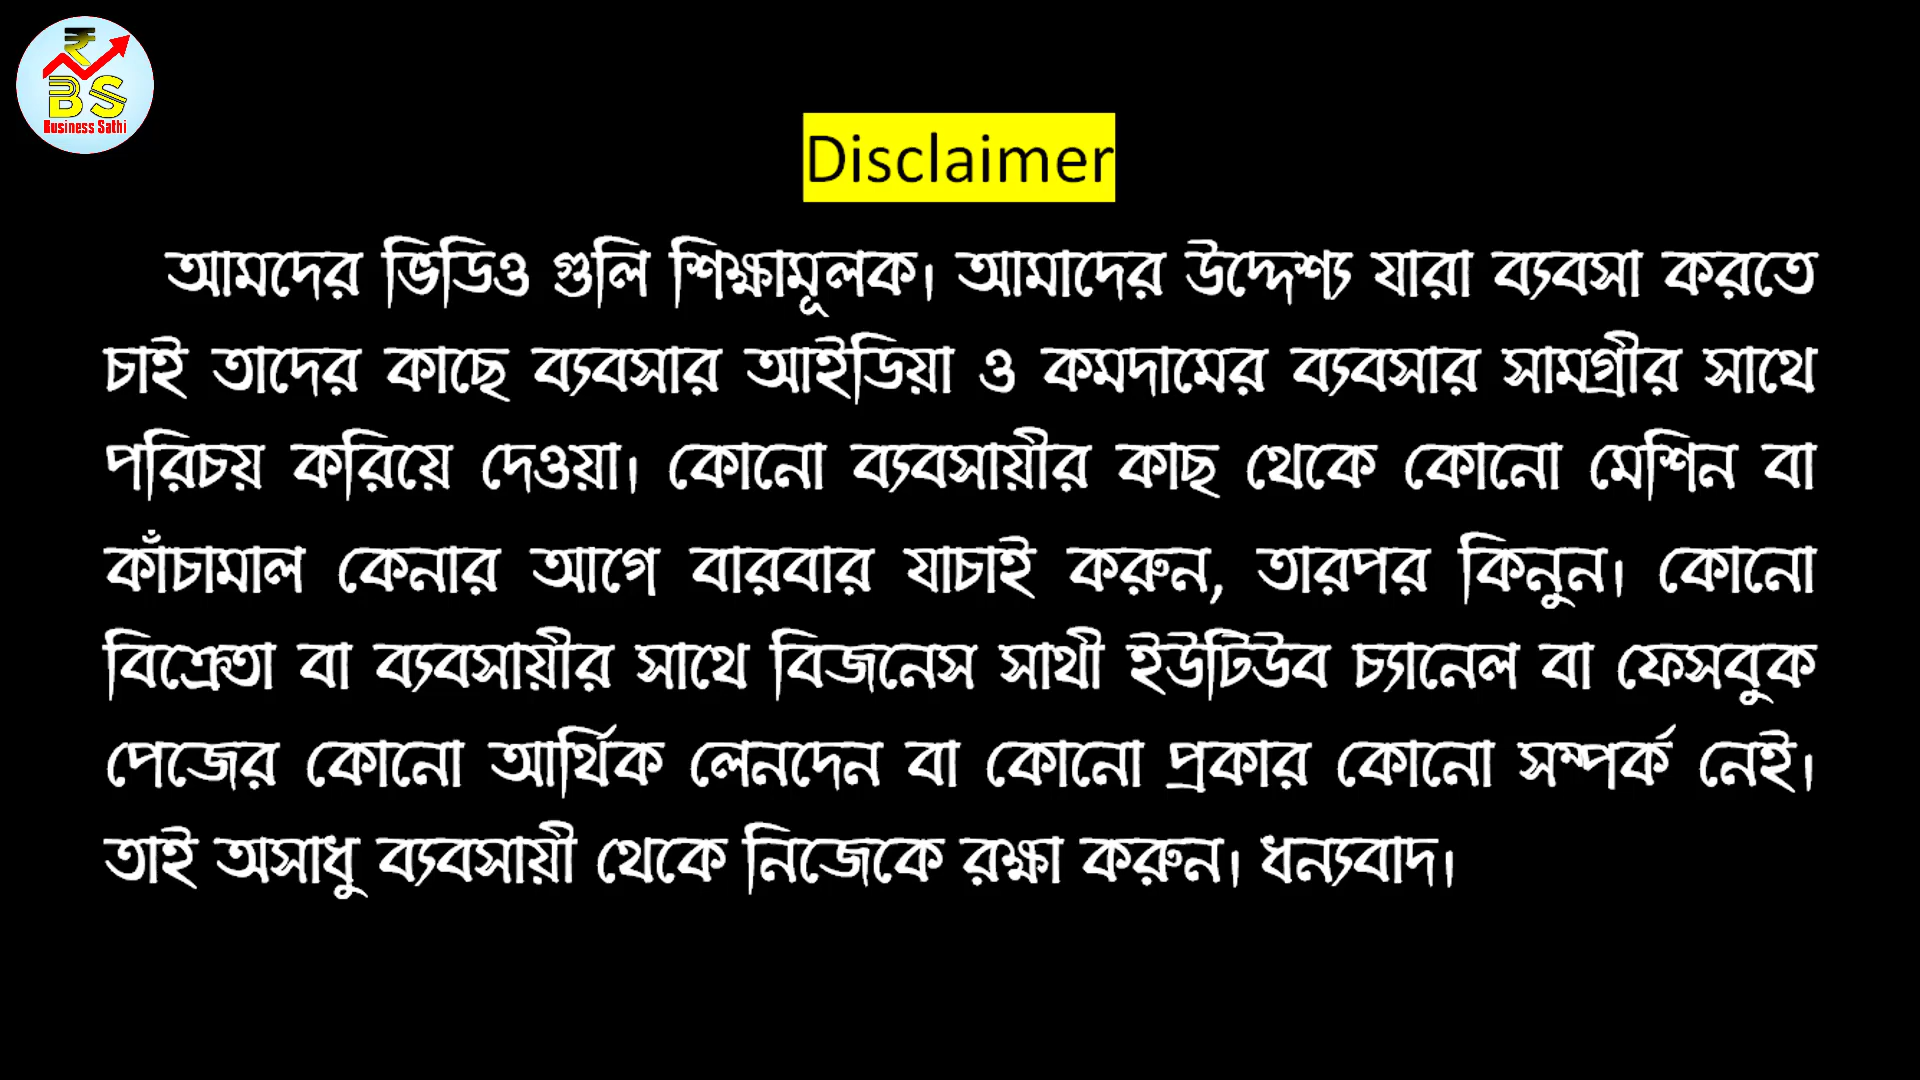 ₹
BS
Business Sathi
Disclaimer
আমদের ভিডিও গুলি শিক্ষামূলক। আমাদের উদ্দেশ্য যারা ব্যবসা করতে
চাই তাদের কাছে ব্যবসার আইডিয়া ও কমদামের ব্যবসার সামগ্রীর সাথে
পরিচয় করিয়ে দেওয়া। কোনো ব্যবসায়ীর কাছ থেকে কোনো মেশিন বা
কাঁচামাল কেনার আগে বারবার যাচাই করুন, তারপর কিনুন। কোনো
বিক্রেতা বা ব্যবসায়ীর সাথে বিজনেস সাথী ইউটিউব চ্যানেল বা ফেসবুক
পেজের কোনো আর্থিক লেনদেন বা কোনো প্রকার কোনো সম্পর্ক নেই।
তাই অসাধু ব্যবসায়ী থেকে নিজেকে রক্ষা করুন। ধন্যবাদ।